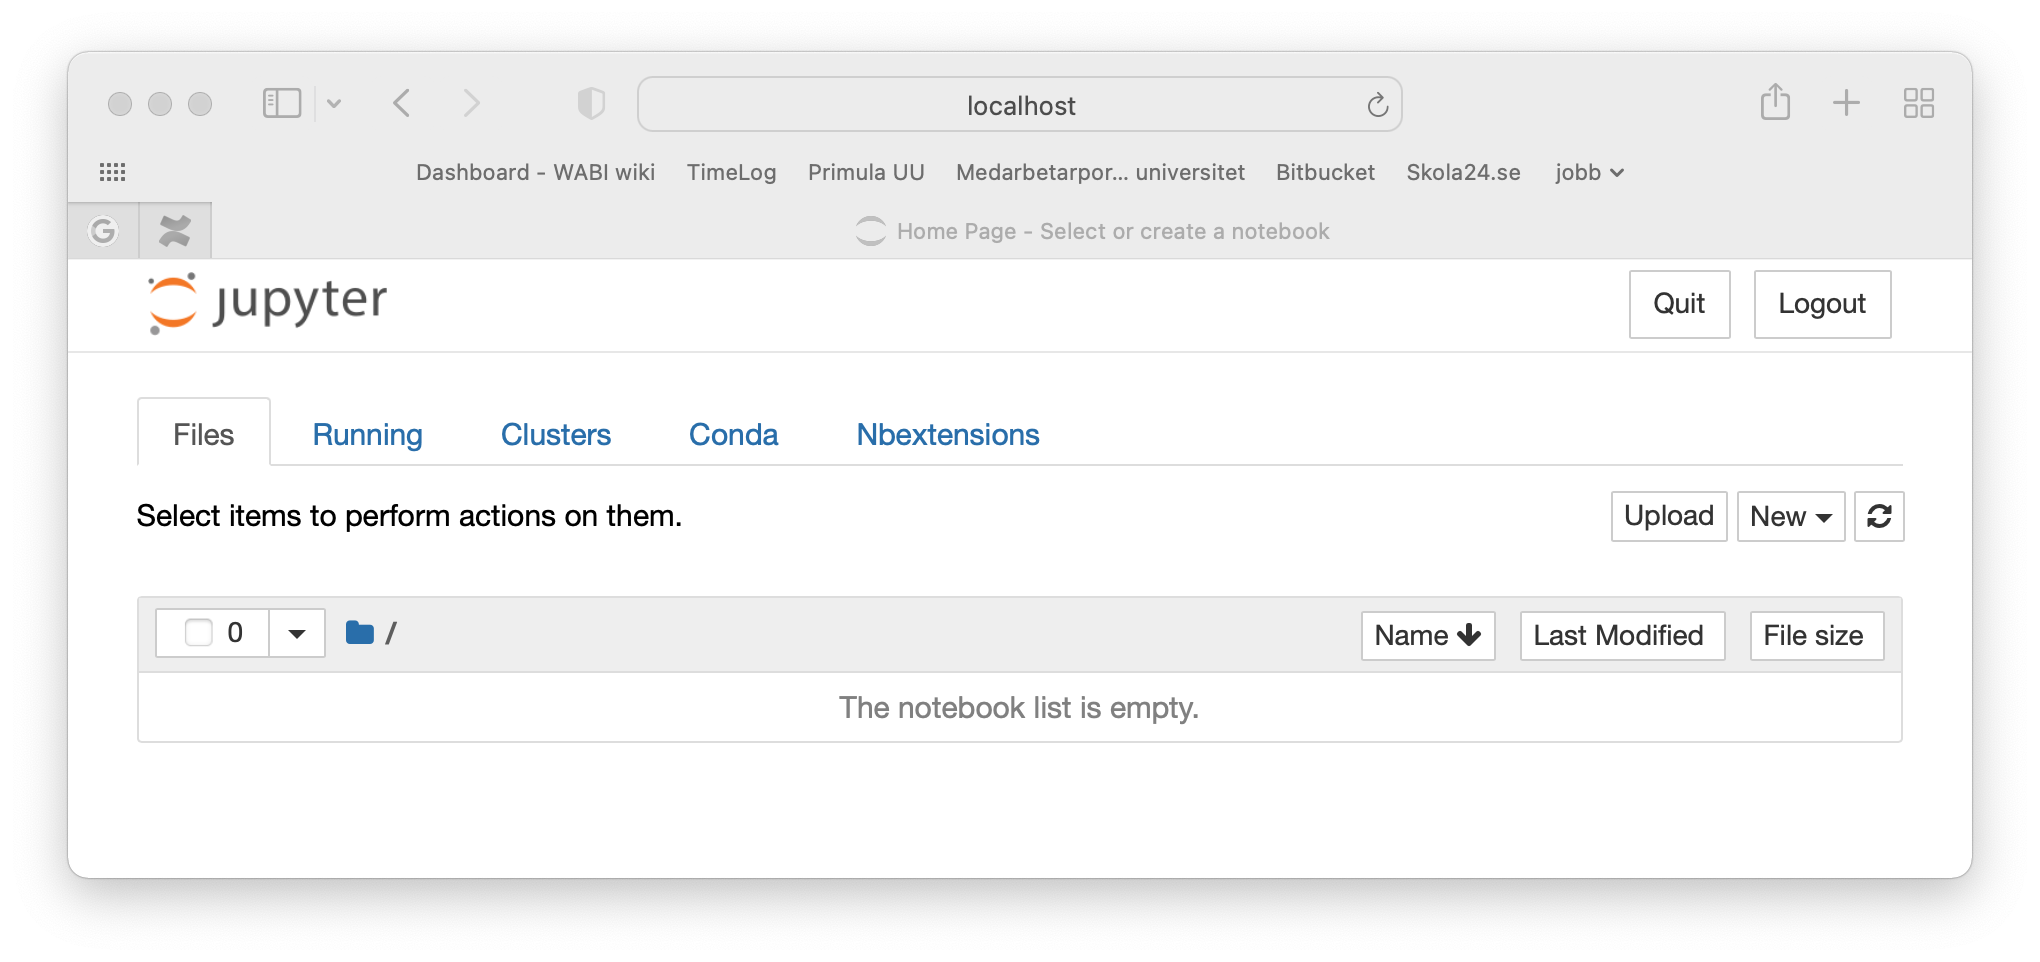 localhost
Dashboard - WABI wiki TimeLog Primula UU Medarbetarpor... universitet Bitbucket Skola24.se jobb
G Home Page - Select or create a notebook
jupyter Quit Logout
Files Running Clusters Conda Nbextensions
Select items to perform actions on them. Upload New
0 / Name Last Modified File size
The notebook list is empty.